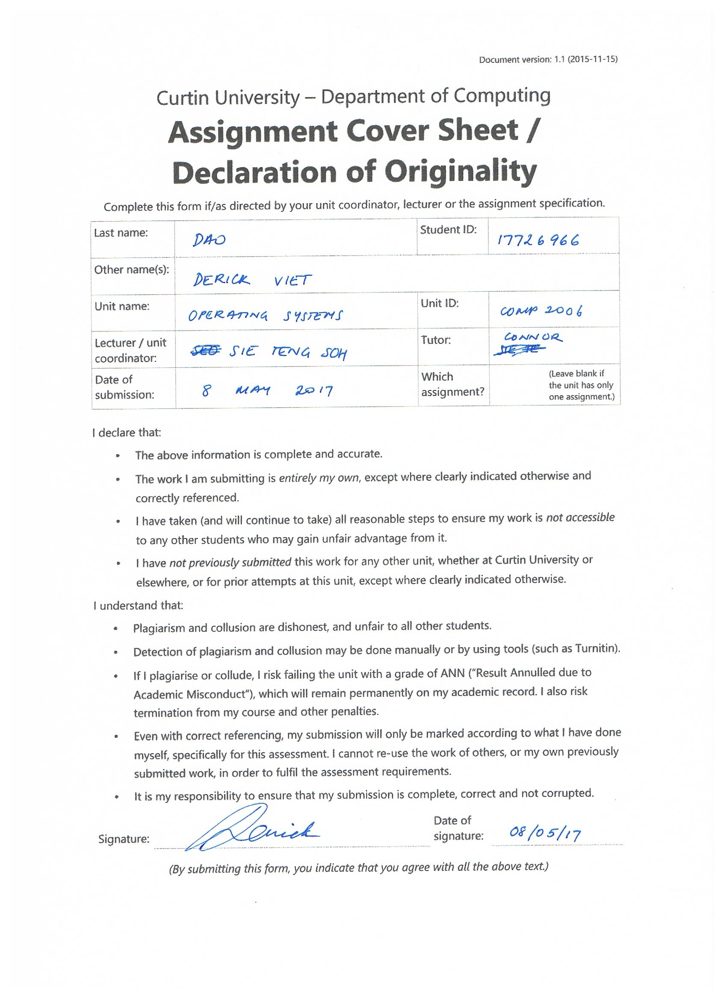 Document version: 1.1 (2015-11-15)
Curtin University – Department of Computing
Assignment Cover Sheet /
Declaration of Originality
Complete this form if/as directed by your unit coordinator, lecturer or the assignment specification.
Last name: DAO Student ID: 17726966
Other name(s): DERICK VIET
Unit name: OPERATING SYSTEMS Unit ID: COMP 2006
Lecturer / unit coordinator: SIE TENG SOH Tutor: CONNOR
Date of submission: 8 MAY 2017 Which assignment? (Leave blank if the unit has only one assignment.)
I declare that:
• The above information is complete and accurate.
• The work I am submitting is entirely my own, except where clearly indicated otherwise and
correctly referenced.
• I have taken (and will continue to take) all reasonable steps to ensure my work is not accessible
to any other students who may gain unfair advantage from it.
• I have not previously submitted this work for any other unit, whether at Curtin University or
elsewhere, or for prior attempts at this unit, except where clearly indicated otherwise.
I understand that:
• Plagiarism and collusion are dishonest, and unfair to all other students.
• Detection of plagiarism and collusion may be done manually or by using tools (such as Turnitin).
• If I plagiarise or collude, I risk failing the unit with a grade of ANN ("Result Annulled due to
Academic Misconduct"), which will remain permanently on my academic record. I also risk
termination from my course and other penalties.
• Even with correct referencing, my submission will only be marked according to what I have done
myself, specifically for this assessment. I cannot re-use the work of others, or my own previously
submitted work, in order to fulfil the assessment requirements.
• It is my responsibility to ensure that my submission is complete, correct and not corrupted.
Signature: Derick Date of signature: 08/05/17
(By submitting this form, you indicate that you agree with all the above text.)